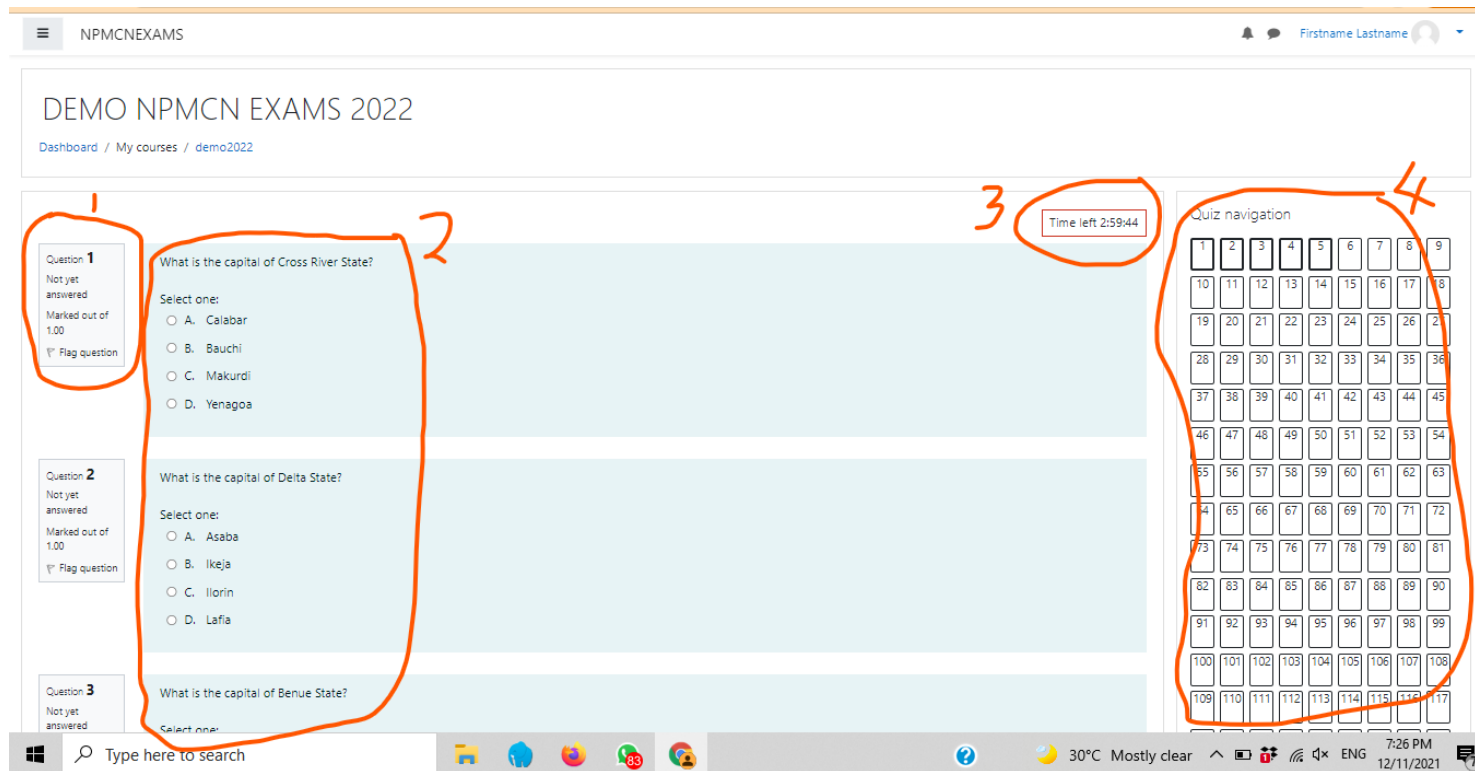 NPMCNEXAMS
Firstname Lastname
DEMO NPMCN EXAMS 2022
Dashboard / My courses / demo2022
1
2
3
4
Question 1
Not yet
answered
Marked out of
1.00
Flag question
What is the capital of Cross River State?
Select one:
A. Calabar
B. Bauchi
C. Makurdi
D. Yenagoa
Time left 2:59:44
Question 2
Not yet
answered
Marked out of
1.00
Flag question
What is the capital of Delta State?
Select one:
A. Asaba
B. Ikeja
C. Ilorin
D. Lafia
Question 3
Not yet
answered
What is the capital of Benue State?
Select one:
Quiz navigation
1 2 3 4 5 6 7 8 9
10 11 12 13 14 15 16 17 18
19 20 21 22 23 24 25 26 27
28 29 30 31 32 33 34 35 36
37 38 39 40 41 42 43 44 45
46 47 48 49 50 51 52 53 54
55 56 57 58 59 60 61 62 63
64 65 66 67 68 69 70 71 72
73 74 75 76 77 78 79 80 81
82 83 84 85 86 87 88 89 90
91 92 93 94 95 96 97 98 99
100 101 102 103 104 105 106 107 108
109 110 111 112 113 114 115 116 117
Type here to search
83
30°C Mostly clear
ENG
7:26 PM
12/11/2021